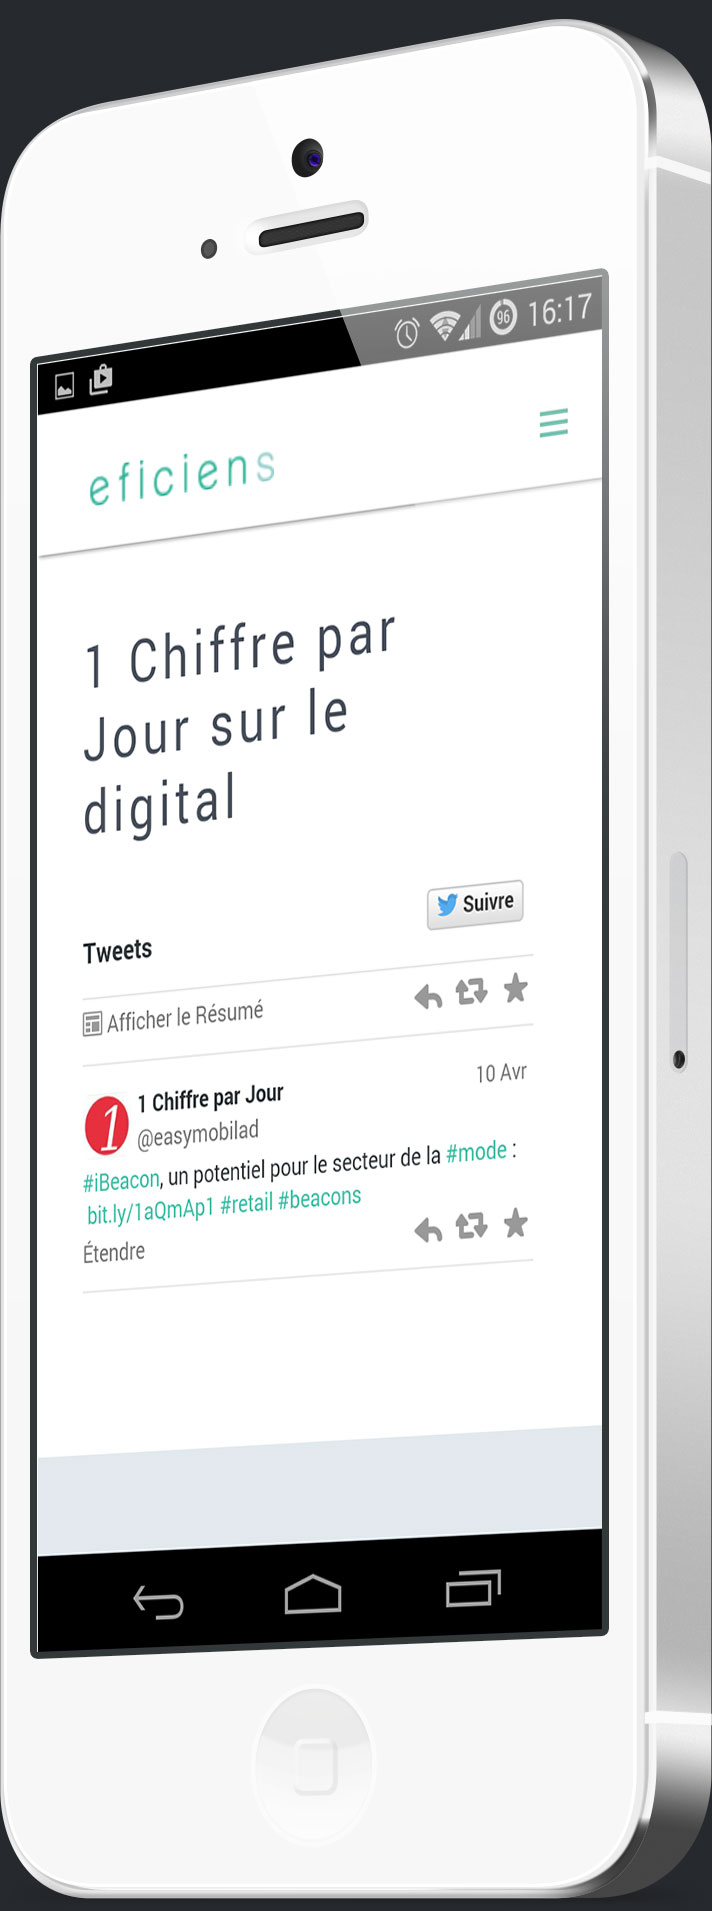 96 16:17
eficiens
1 Chiffre par
Jour sur le
digital
Suivre
Tweets
Afficher le Résumé
1 Chiffre par Jour
10 Avr
1
@easymobilad
#iBeacon, un potentiel pour le secteur de la #mode :
bit.ly/1aQmAp1 #retail #beacons
Étendre